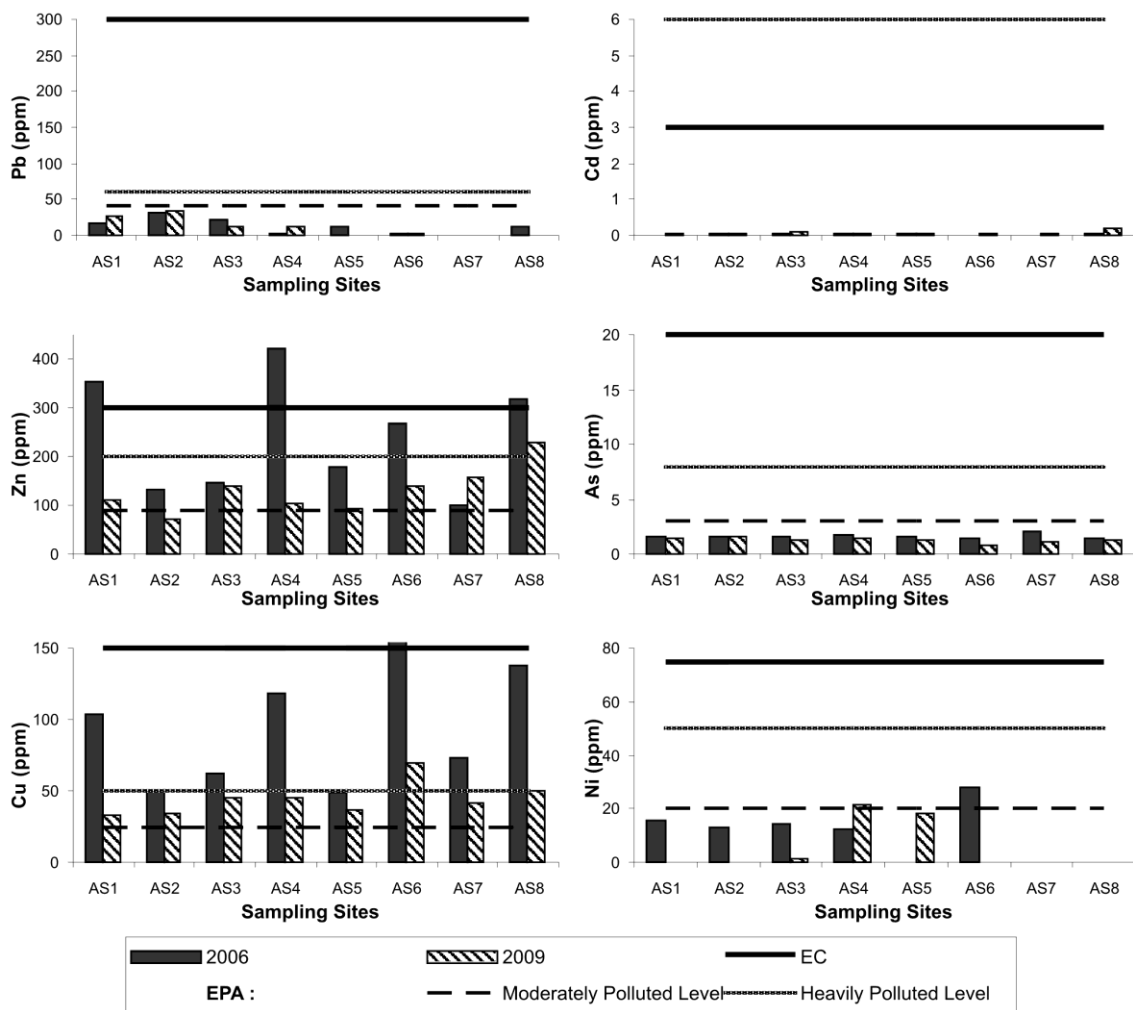 300
250
200
150
100
50
0
Pb (ppm)
AS1 AS2 AS3 AS4 AS5 AS6 AS7 AS8
Sampling Sites
6
5
4
3
2
1
0
Cd (ppm)
AS1 AS2 AS3 AS4 AS5 AS6 AS7 AS8
Sampling Sites
400
300
200
100
0
Zn (ppm)
AS1 AS2 AS3 AS4 AS5 AS6 AS7 AS8
Sampling Sites
20
15
10
5
0
As (ppm)
AS1 AS2 AS3 AS4 AS5 AS6 AS7 AS8
Sampling Sites
150
100
50
0
Cu (ppm)
AS1 AS2 AS3 AS4 AS5 AS6 AS7 AS8
Sampling Sites
80
60
40
20
0
Ni (ppm)
AS1 AS2 AS3 AS4 AS5 AS6 AS7 AS8
Sampling Sites
2006 2009 EC
EPA : Moderately Polluted Level Heavily Polluted Level